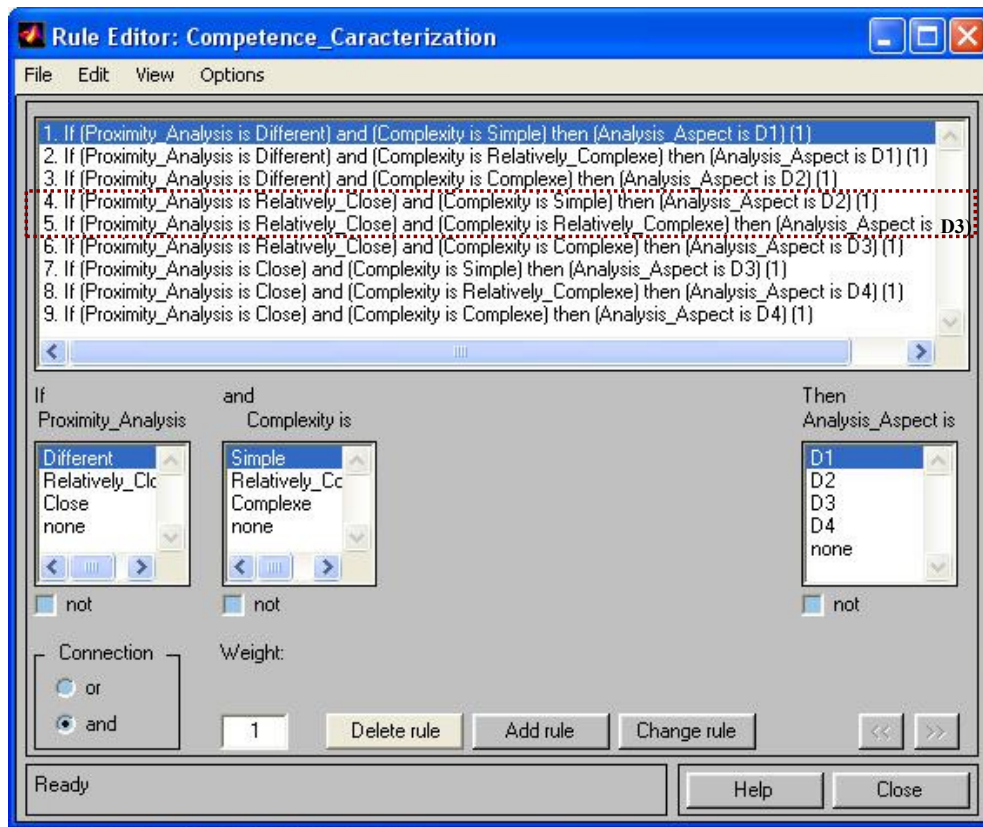 Rule Editor: Competence_Caracterization
File Edit View Options
1. If (Proximity_Analysis is Different) and (Complexity is Simple) then (Analysis_Aspect is D1) (1)
2. If (Proximity_Analysis is Different) and (Complexity is Relatively_Complexe) then (Analysis_Aspect is D1) (1)
3. If (Proximity_Analysis is Different) and (Complexity is Complexe) then (Analysis_Aspect is D2) (1)
4. If (Proximity_Analysis is Relatively_Close) and (Complexity is Simple) then (Analysis_Aspect is D2) (1)
5. If (Proximity_Analysis is Relatively_Close) and (Complexity is Relatively_Complexe) then (Analysis_Aspect is D3)
6. If (Proximity_Analysis is Relatively_Close) and (Complexity is Complexe) then (Analysis_Aspect is D3) (1)
7. If (Proximity_Analysis is Close) and (Complexity is Simple) then (Analysis_Aspect is D3) (1)
8. If (Proximity_Analysis is Close) and (Complexity is Relatively_Complexe) then (Analysis_Aspect is D4) (1)
9. If (Proximity_Analysis is Close) and (Complexity is Complexe) then (Analysis_Aspect is D4) (1)
If and Then
Proximity_Analysis Complexity is Analysis_Aspect is
Different Simple D1
Relatively_Clo Relatively_Co D2
Close Complexe D3
none none D4
none
not not not
Connection Weight:
or
and 1 Delete rule Add rule Change rule << >>
Ready Help Close